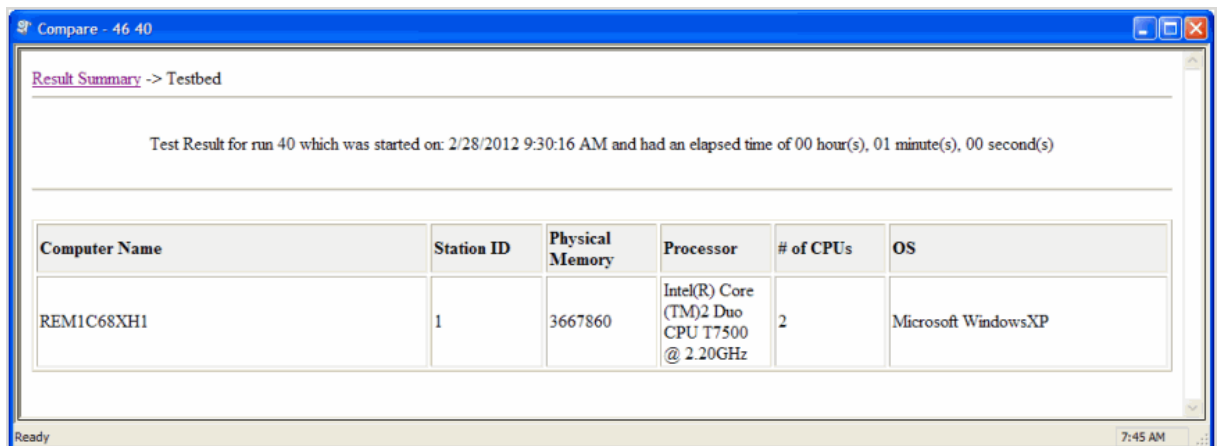 Compare - 46 40
Result Summary -> Testbed
Test Result for run 40 which was started on: 2/28/2012 9:30:16 AM and had an elapsed time of 00 hour(s), 01 minute(s), 00 second(s)
Computer Name Station ID Physical Memory Processor # of CPUs OS
REM1C68XH1 1 3667860 Intel(R) Core (TM)2 Duo CPU T7500 @ 2.20GHz 2 Microsoft WindowsXP
Ready 7:45 AM